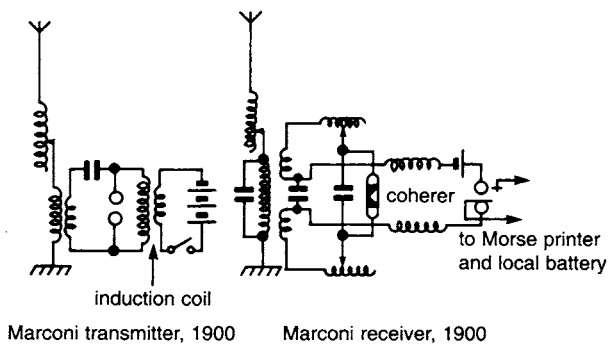 coherer
to Morse printer
and local battery
induction coil
Marconi transmitter, 1900
Marconi receiver, 1900